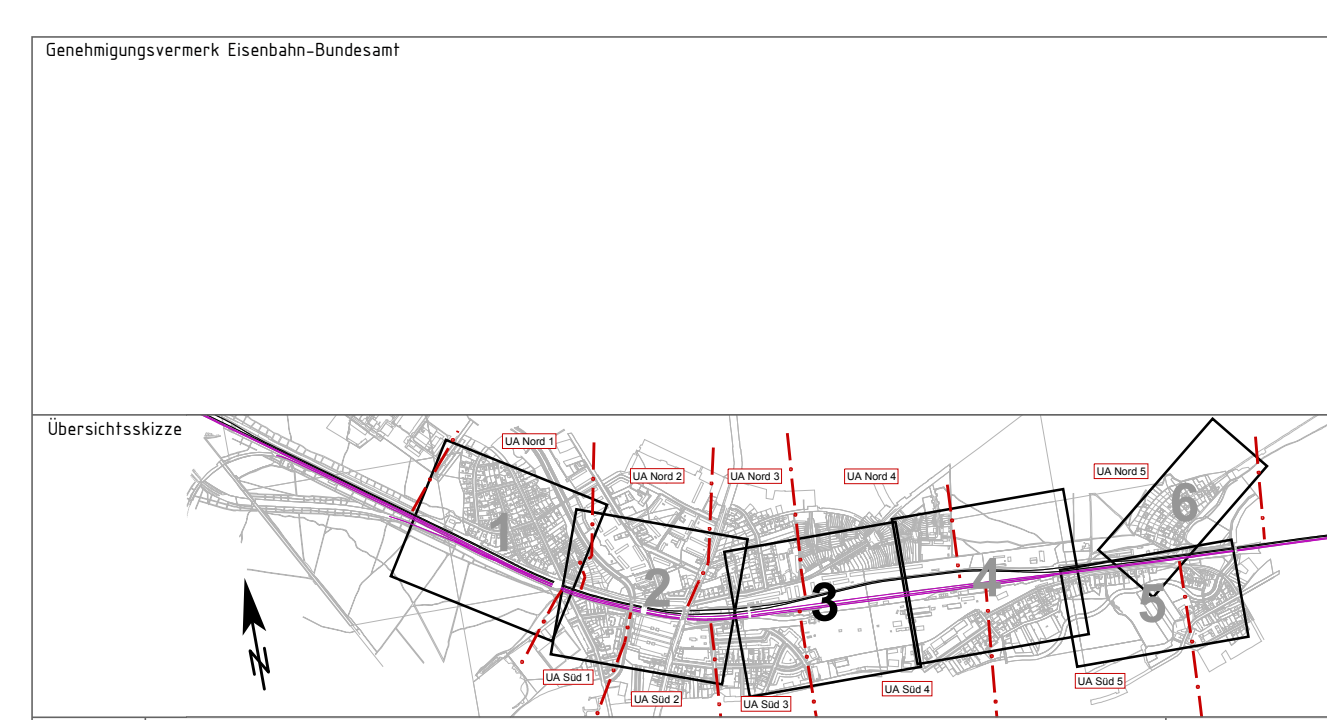 Genehmigungsvermerk Eisenbahn-Bundesamt
Übersichtsskizze
UA Nord 1
UA Nord 2
UA Nord 3
UA Nord 4
UA Nord 5
1
2
3
4
5
6
N
UA Süd 1
UA Süd 2
UA Süd 3
UA Süd 4
UA Süd 5